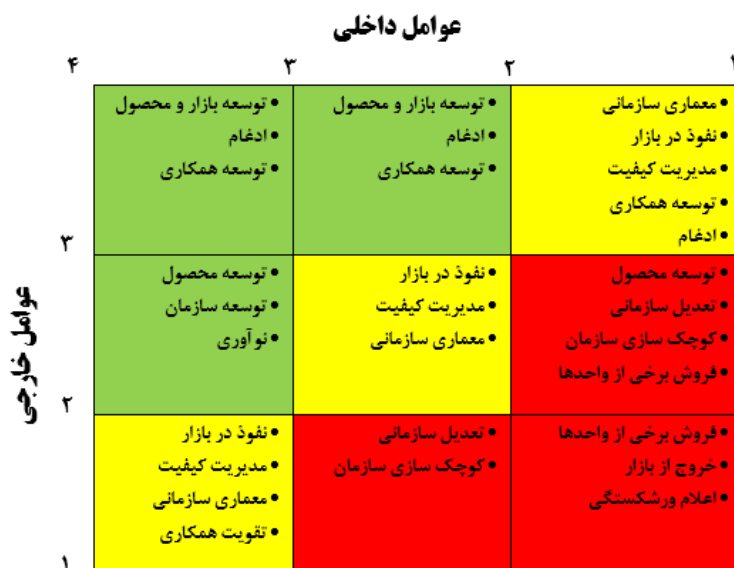 عوامل داخلی
۱ ۲ ۳ ۴
• معماری سازمانی
• نفوذ در بازار
• مدیریت کیفیت
• توسعه همکاری
• ادغام
• توسعه بازار و محصول
• ادغام
• توسعه همکاری
• توسعه بازار و محصول
• ادغام
• توسعه همکاری
۳
• توسعه محصول
• تعدیل سازمانی
• کوچک سازی سازمان
• فروش برخی از واحدها
• نفوذ در بازار
• مدیریت کیفیت
• معماری سازمانی
• توسعه محصول
• توسعه سازمان
• نوآوری
عوامل خارجی
۲
• فروش برخی از واحدها
• خروج از بازار
• اعلام ورشکستگی
• تعدیل سازمانی
• کوچک سازی سازمان
• نفوذ در بازار
• مدیریت کیفیت
• معماری سازمانی
• تقویت همکاری
۱